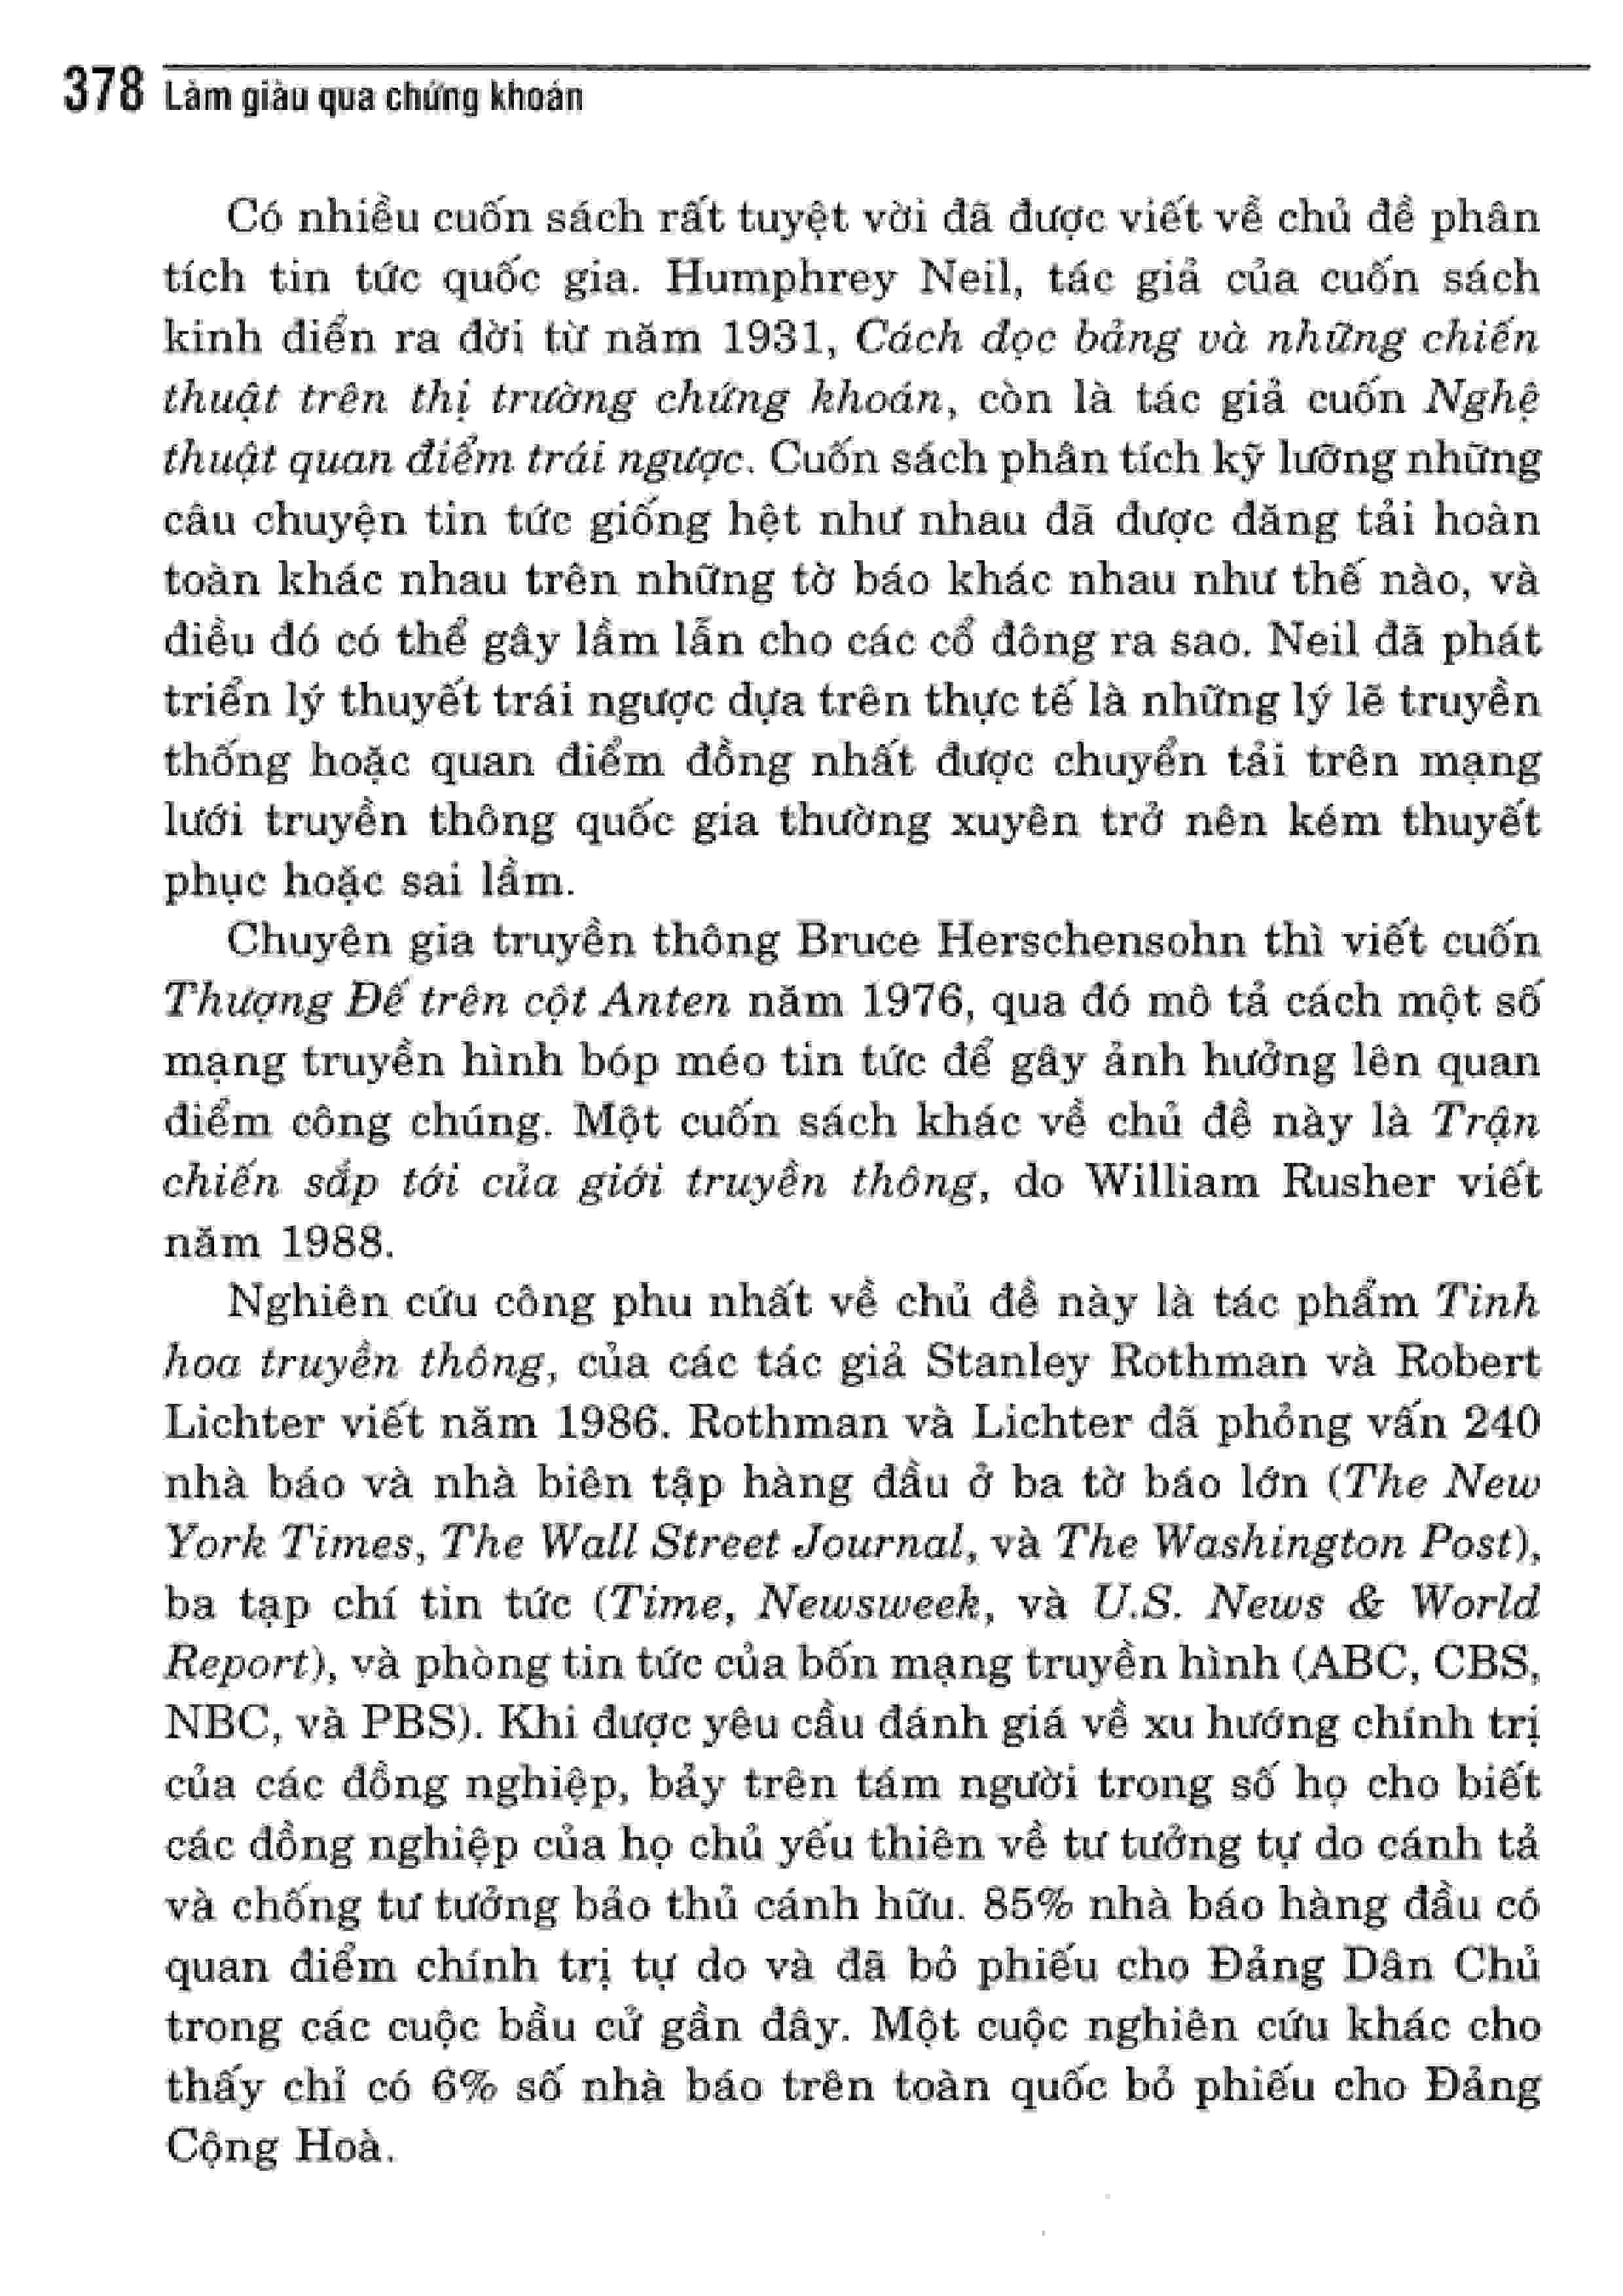 378 Làm giàu qua chứng khoán
Có nhiều cuốn sách rất tuyệt vời đã được viết về chủ đề phân
tích tin tức quốc gia. Humphrey Neil, tác giả của cuốn sách
kinh điển ra đời từ năm 1931, Cách đọc bảng và những chiến
thuật trên thị trường chứng khoán, còn là tác giả cuốn Nghệ
thuật quan điểm trái ngược. Cuốn sách phân tích kỹ lưỡng những
câu chuyện tin tức giống hệt như nhau đã được đăng tải hoàn
toàn khác nhau trên những tờ báo khác nhau như thế nào, và
điều đó có thể gây lầm lẫn cho các cổ đông ra sao. Neil đã phát
triển lý thuyết trái ngược dựa trên thực tế là những lý lẽ truyền
thống hoặc quan điểm đồng nhất được chuyển tải trên mạng
lưới truyền thông quốc gia thường xuyên trở nên kém thuyết
phục hoặc sai lầm.
Chuyên gia truyền thông Bruce Herschensohn thì viết cuốn
Thượng Đế trên cột Anten năm 1976, qua đó mô tả cách một số
mạng truyền hình bóp méo tin tức để gây ảnh hưởng lên quan
điểm công chúng. Một cuốn sách khác về chủ đề này là Trận
chiến sắp tới của giới truyền thông, do William Rusher viết
năm 1988.
Nghiên cứu công phu nhất về chủ đề này là tác phẩm Tinh
hoa truyền thông, của các tác giả Stanley Rothman và Robert
Lichter viết năm 1986. Rothman và Lichter đã phỏng vấn 240
nhà báo và nhà biên tập hàng đầu ở ba tờ báo lớn (The New
York Times, The Wall Street Journal, và The Washington Post),
ba tạp chí tin tức (Time, Newsweek, và U.S. News & World
Report), và phòng tin tức của bốn mạng truyền hình (ABC, CBS,
NBC, và PBS). Khi được yêu cầu đánh giá về xu hướng chính trị
của các đồng nghiệp, bảy trên tám người trong số họ cho biết
các đồng nghiệp của họ chủ yếu thiên về tư tưởng tự do cánh tả
và chống tư tưởng bảo thủ cánh hữu. 85% nhà báo hàng đầu có
quan điểm chính trị tự do và đã bỏ phiếu cho Đảng Dân Chủ
trong các cuộc bầu cử gần đây. Một cuộc nghiên cứu khác cho
thấy chỉ có 6% số nhà báo trên toàn quốc bỏ phiếu cho Đảng
Cộng Hoà.